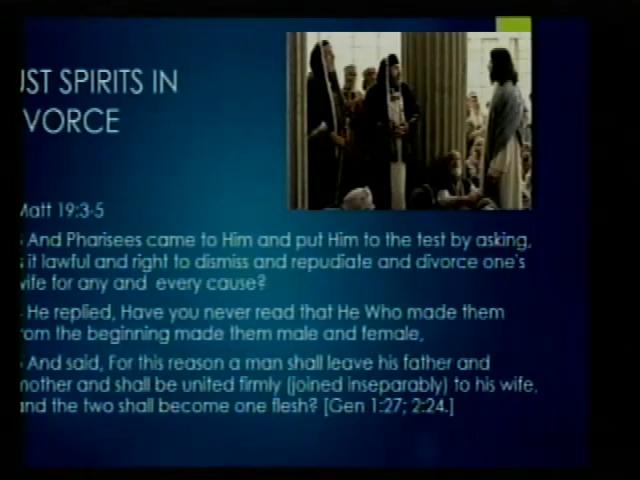 UST SPIRITS IN
VORCE
Matt 19:3-5
And Pharisees came to Him and put Him to the test by asking,
it lawful and right to dismiss and repudiate and divorce one's
wife for any and every cause?
He replied, Have you never read that He Who made them
om the beginning made them male and female,
And said, For this reason a man shall leave his father and
mother and shall be united firmly (joined inseparably) to his wife,
and the two shall become one flesh? [Gen 1:27; 2:24.]